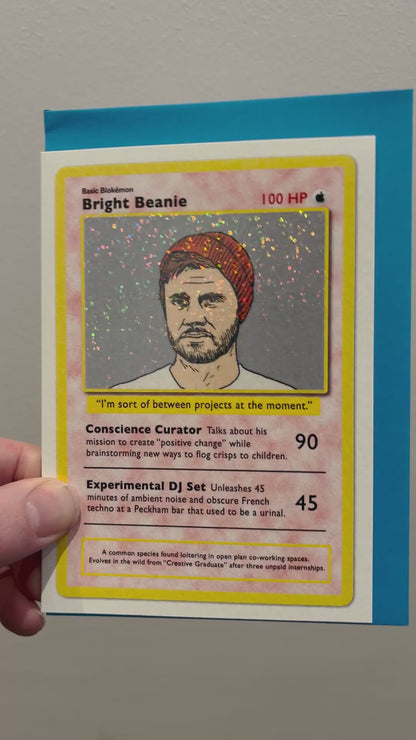 Basic Blokémon
Bright Beanie
100 HP
“I’m sort of between projects at the moment.”
Conscience Curator Talks about his
mission to create “positive change” while
brainstorming new ways to flog crisps to children.
90
Experimental DJ Set Unleashes 45
minutes of ambient noise and obscure French
techno at a Peckham bar that used to be a urinal.
45
A common species found loitering in open plan co-working spaces.
Evolves in the wild from “Creative Graduate” after three unpaid internships.